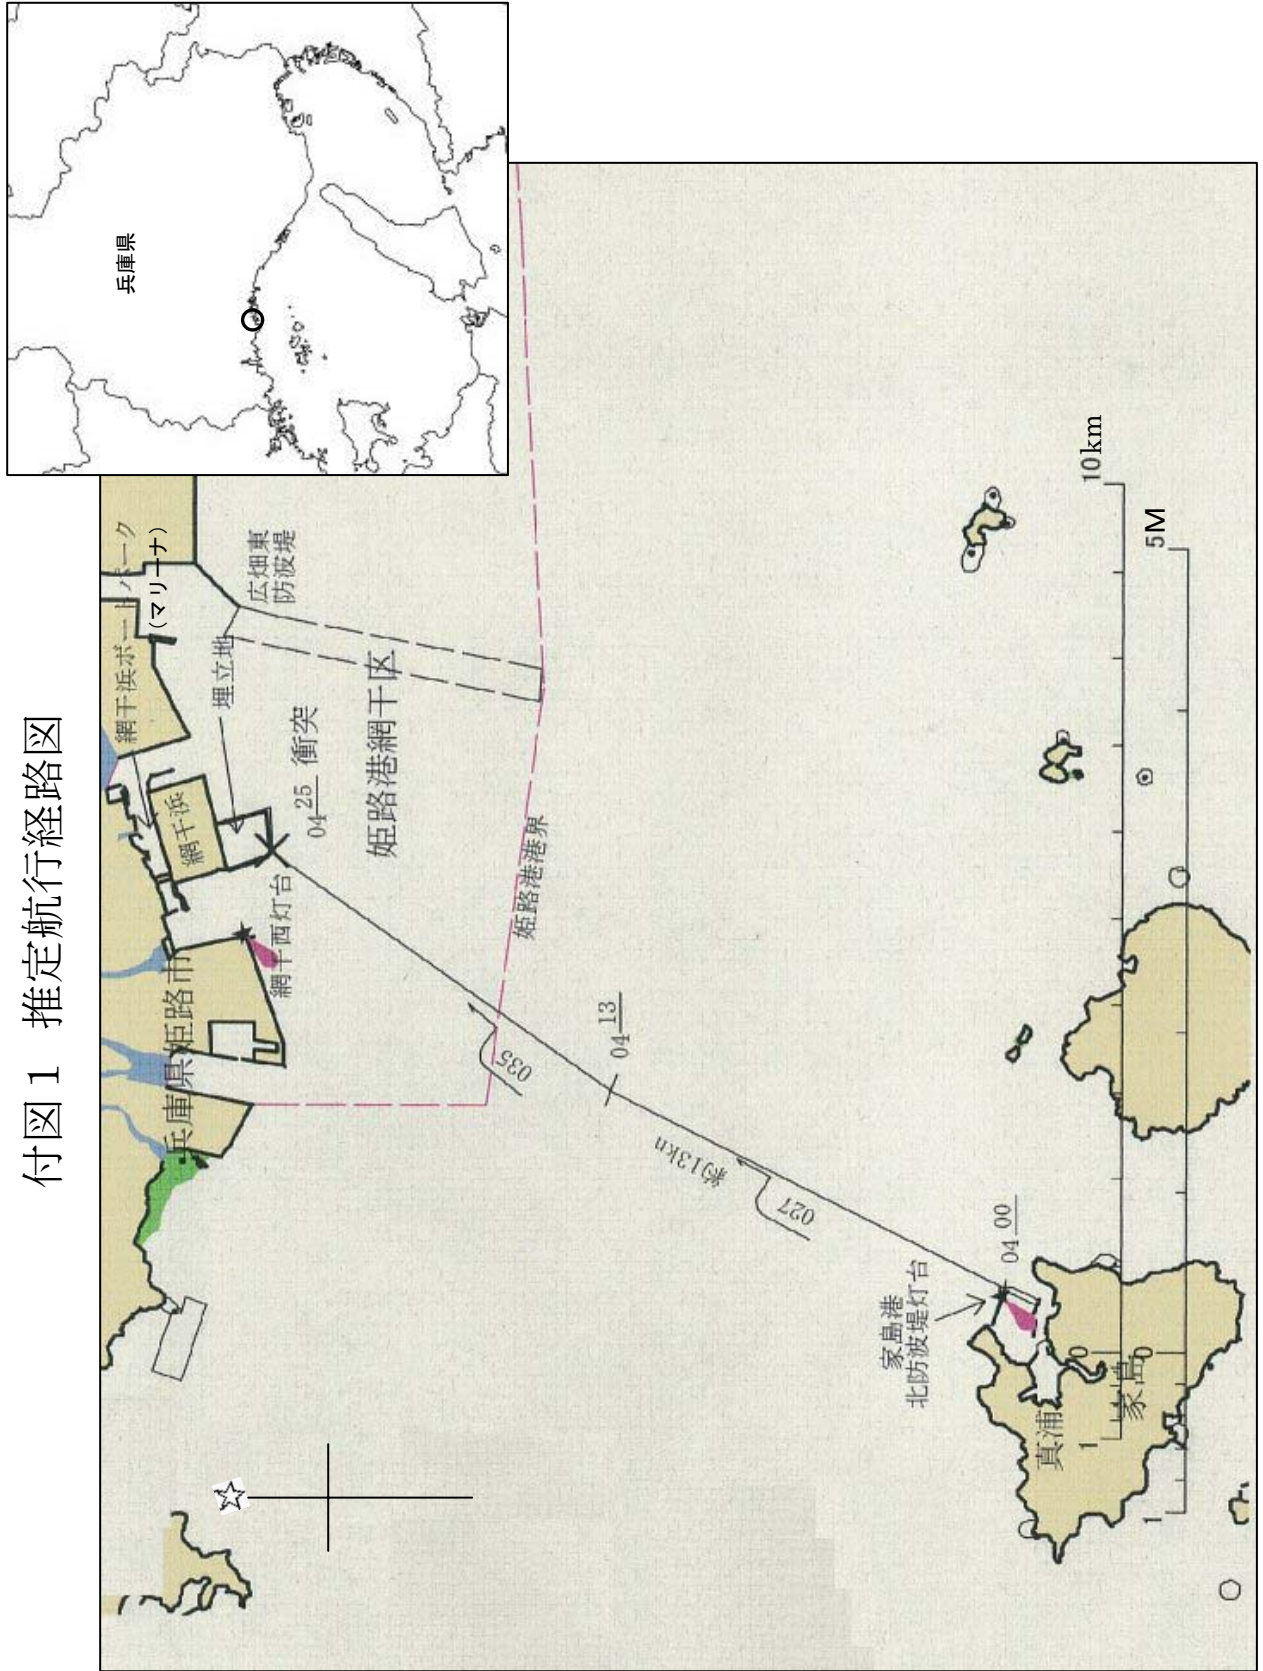 付図1 推定航行経路図
兵庫県
網干浜ボートパーク
(マリーナ)
広畑東
防波堤
埋立地
網干浜
04 25 衝突
姫路港網干区
姫路港港界
網干西灯台
兵庫県姫路市
035
04 13
約13kn
027
04 00
家島港
北防波堤灯台
真浦
家島
1
0
10km
1
0
5M